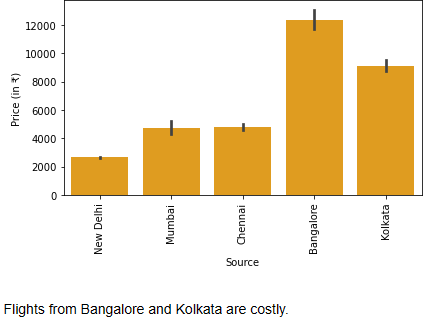 12000
10000
8000
6000
4000
2000
0
Price (in ₹)
New Delhi
Mumbai
Chennai
Bangalore
Kolkata
Source
Flights from Bangalore and Kolkata are costly.